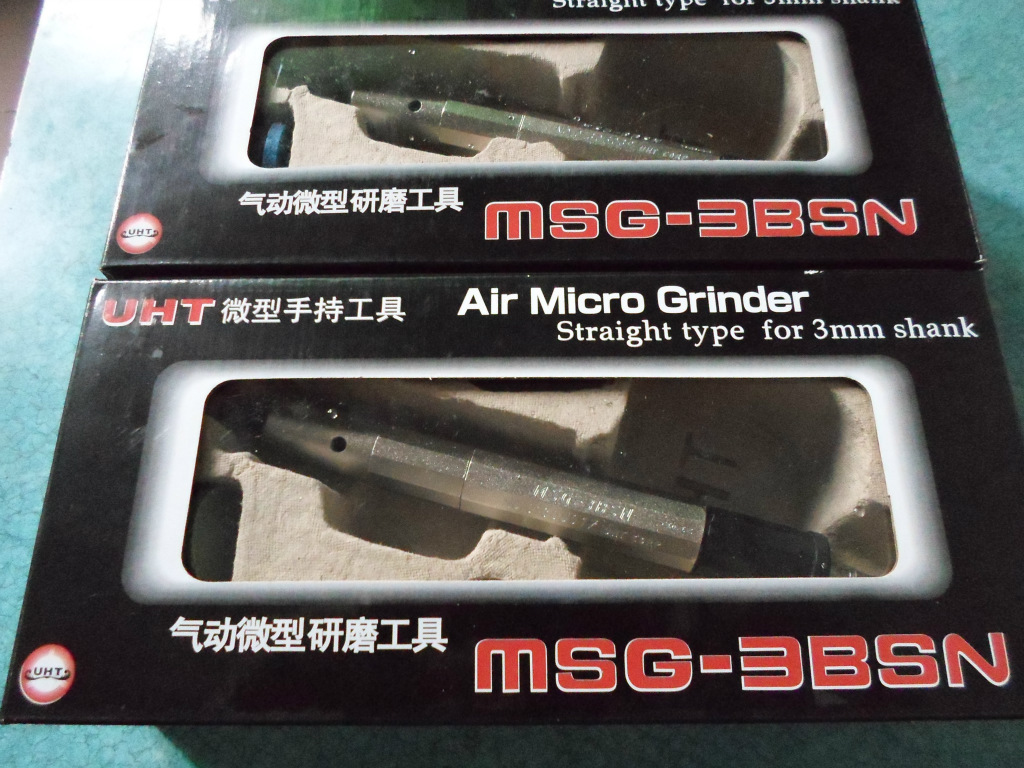 Straight type for 3mm shank
气动微型研磨工具
MSG-3BSN
UHT
UHT 微型手持工具
Air Micro Grinder
Straight type for 3mm shank
气动微型研磨工具
MSG-3BSN
UHT